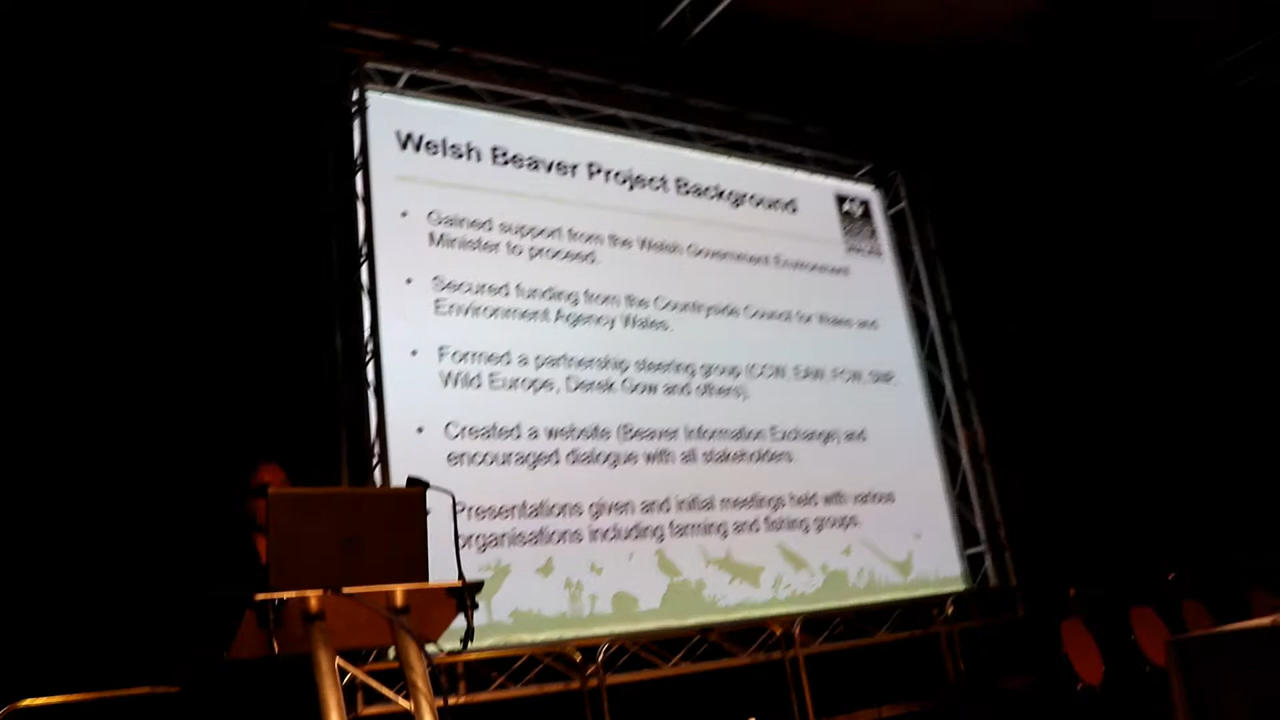 Welsh Beaver Project Background
• Gained support from the Welsh Government Environment
Minister to proceed.
• Secured funding from the Countryside Council for Wales and
Environment Agency Wales.
• Formed a partnership steering group (CCW, EAW, FCW,
Wild Europe, Derek Gow and others).
• Created a website (Beaver Information Exchange) and
encouraged dialogue with all stakeholders.
Presentations given and initial meetings held with various
organisations including farming and fishing groups.